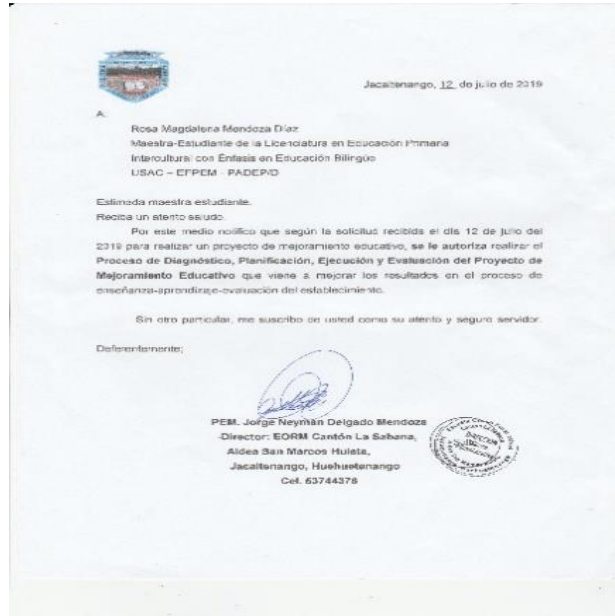 Jacaltenango, 12 de julio de 2019
A:
Rosa Magdalena Mendoza Díaz
Maestra-Estudiante de la Licenciatura en Educación Primaria
Intercultural con Énfasis en Educación Bilingüe
USAC – EFPEM - PADEP/D
Estimada maestra estudiante.
Reciba un atento saludo.
Por este medio notifico que según la solicitud recibida el día 12 de julio del
2019 para realizar un proyecto de mejoramiento educativo, se le autoriza realizar el
Proceso de Diagnóstico, Planificación, Ejecución y Evaluación del Proyecto de
Mejoramiento Educativo que viene a mejorar los resultados en el proceso de
enseñanza-aprendizaje-evaluación del establecimiento.
Sin otro particular, me suscribo de usted como su atento y seguro servidor.
Deferentemente;
PEM. Jorge Neyman Delgado Mendoza
Director: EORM Cantón La Sabana,
Aldea San Marcos Huista,
Jacaltenango, Huehuetenango
Cel. 53744378
DIRECCION